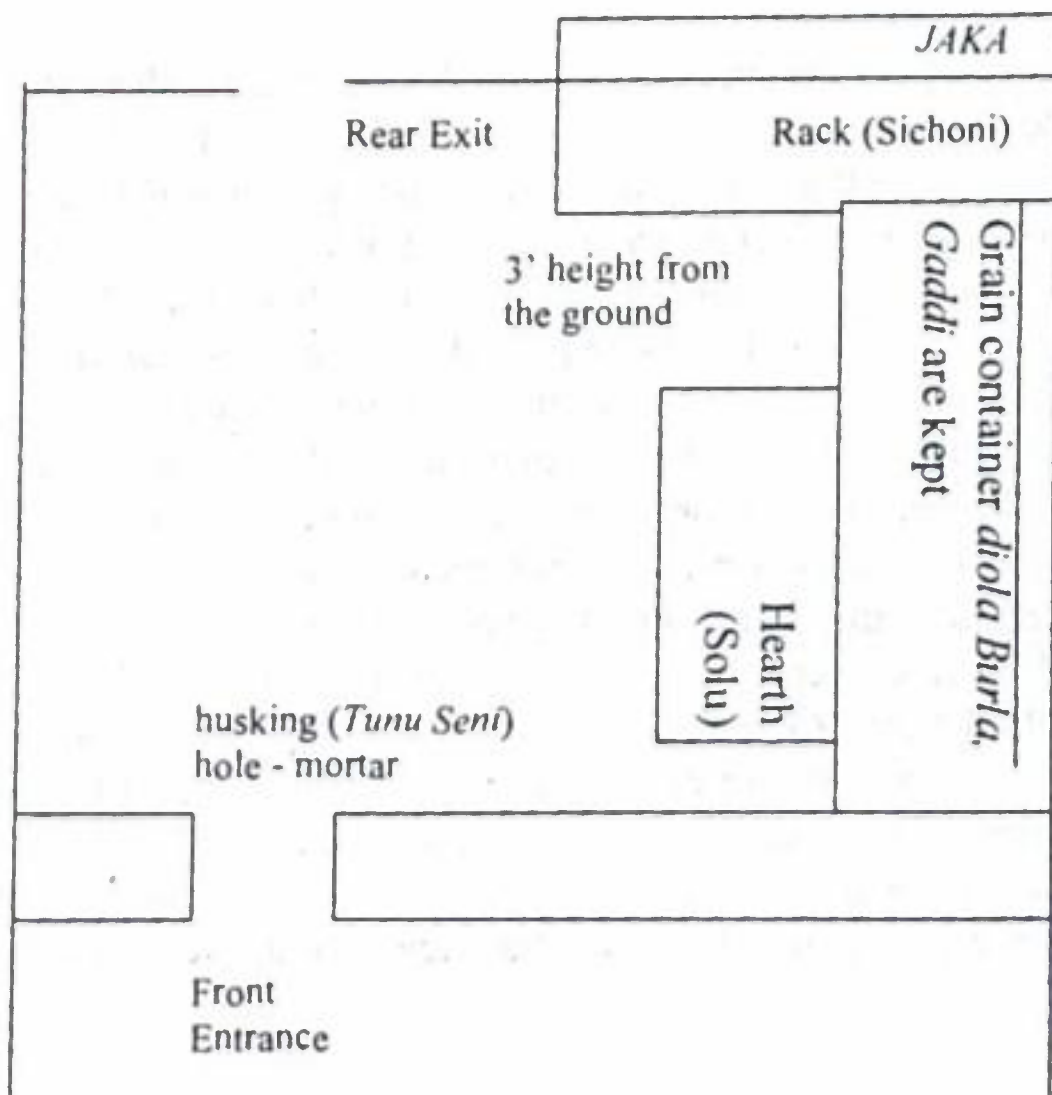 JAKA
Rear Exit
Rack (Sichoni)
3' height from
the ground
Grain container diola Burla,
Gaddi are kept
Hearth
(Solu)
husking (Tunu Seni)
hole - mortar
Front
Entrance